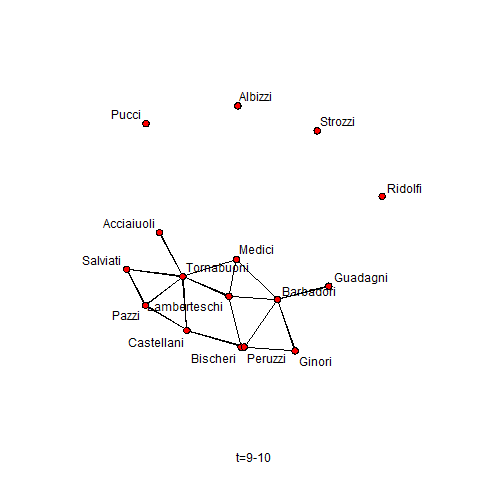 Albizzi
Pucci
Strozzi
Ridolfi
Acciaiuoli
Medici
Salviati
Tornabuoni
Guadagni
Barbadori
Lamberteschi
Pazzi
Castellani
Bischeri
Peruzzi
Ginori
t=9-10